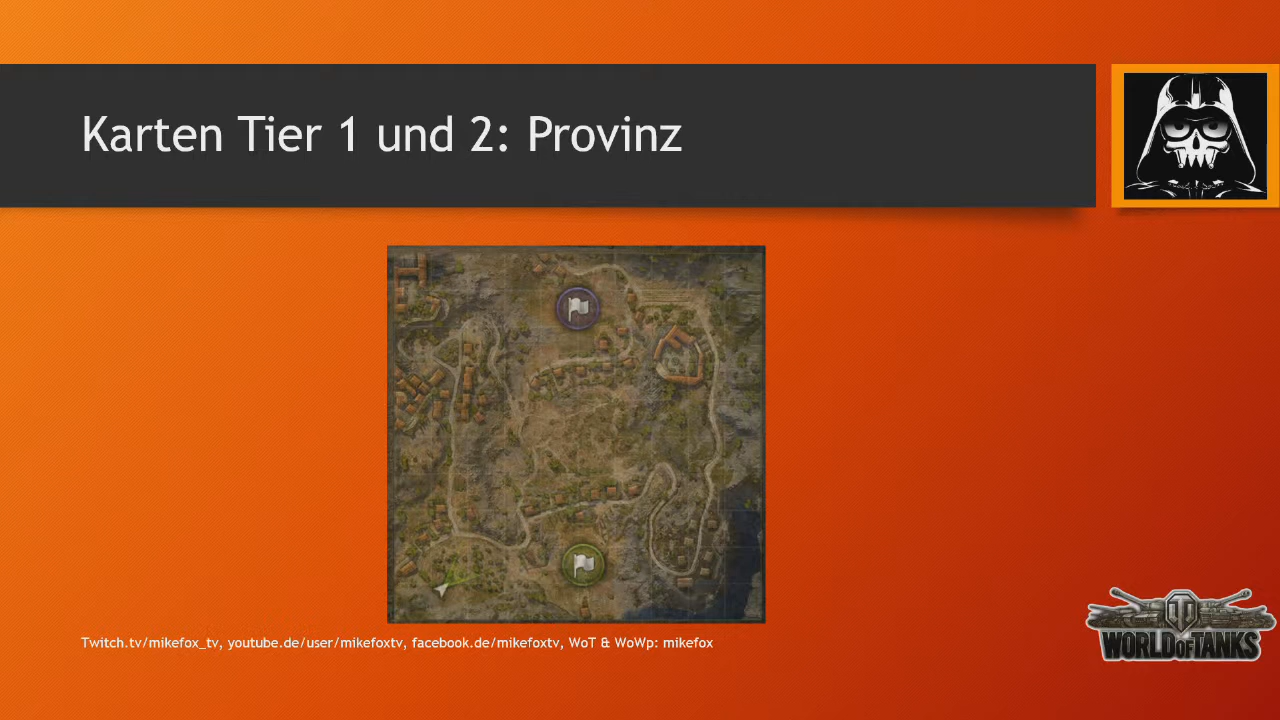 Karten Tier 1 und 2: Provinz
Twitch.tv/mikefox_tv, youtube.de/user/mikefoxtv, facebook.de/mikefoxtv, WoT & WoWp: mikefox
WORLD OF TANKS